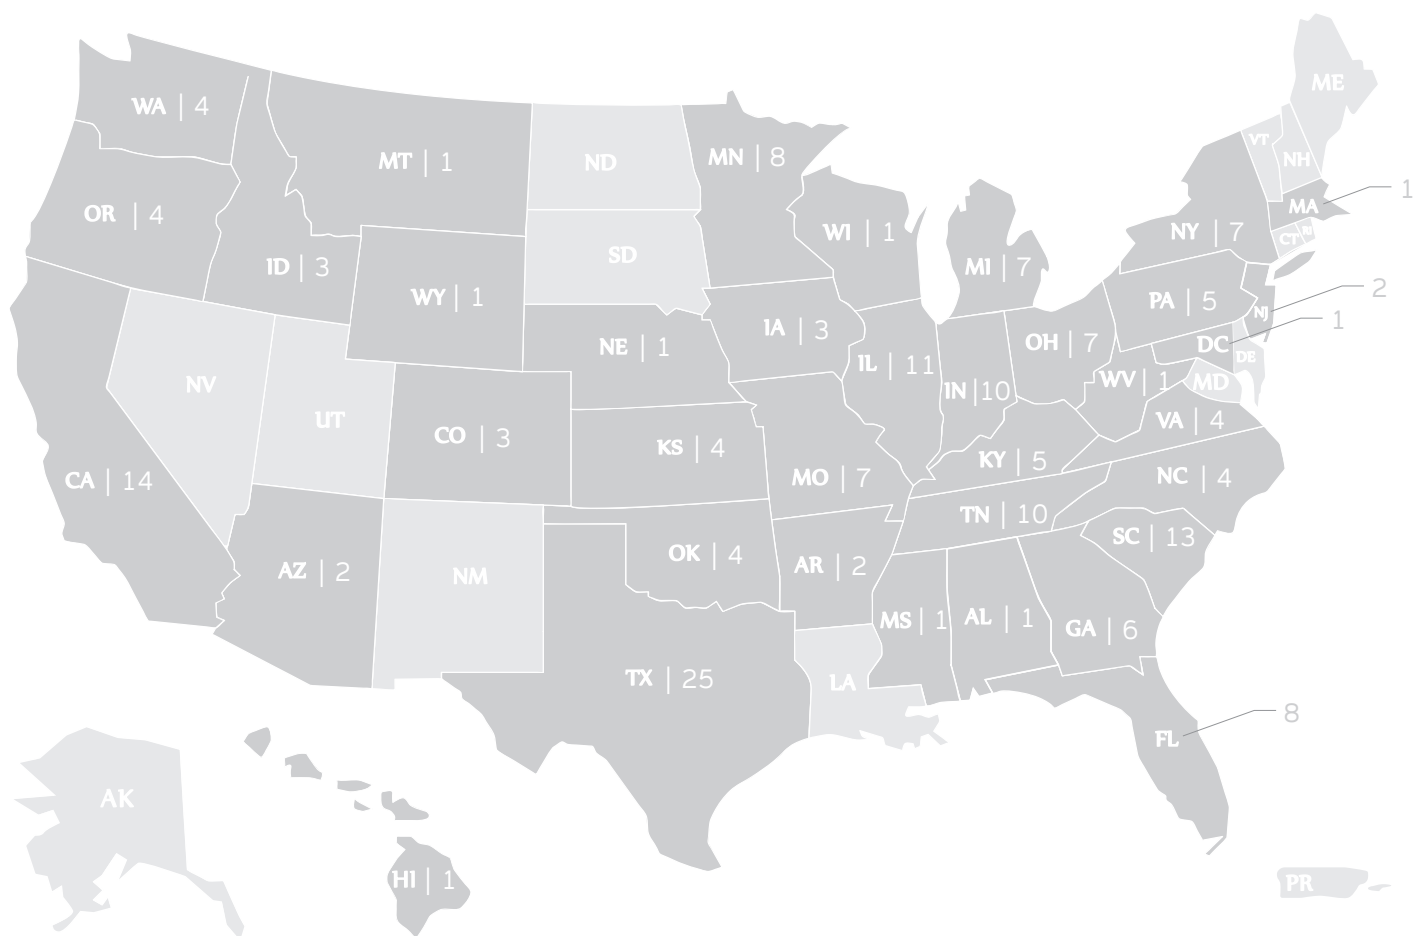 ME
WA | 4
VT
MT | 1
ND
MN | 8
NH
1
MA
OR | 4
NY | 7
WI | 1
RI
CT
SD
ID | 3
MI | 7
2
WY | 1
PA | 5
NJ
1
IA | 3
OH | 7
DC
NE | 1
DE
IL | 11
WV | 1
MD
NV
IN | 10
UT
VA | 4
CO | 3
KS | 4
KY | 5
CA | 14
MO | 7
NC | 4
TN | 10
SC | 13
OK | 4
AR | 2
AZ | 2
NM
MS | 1
AL | 1
GA | 6
TX | 25
LA
8
FL
AK
HI | 1
PR